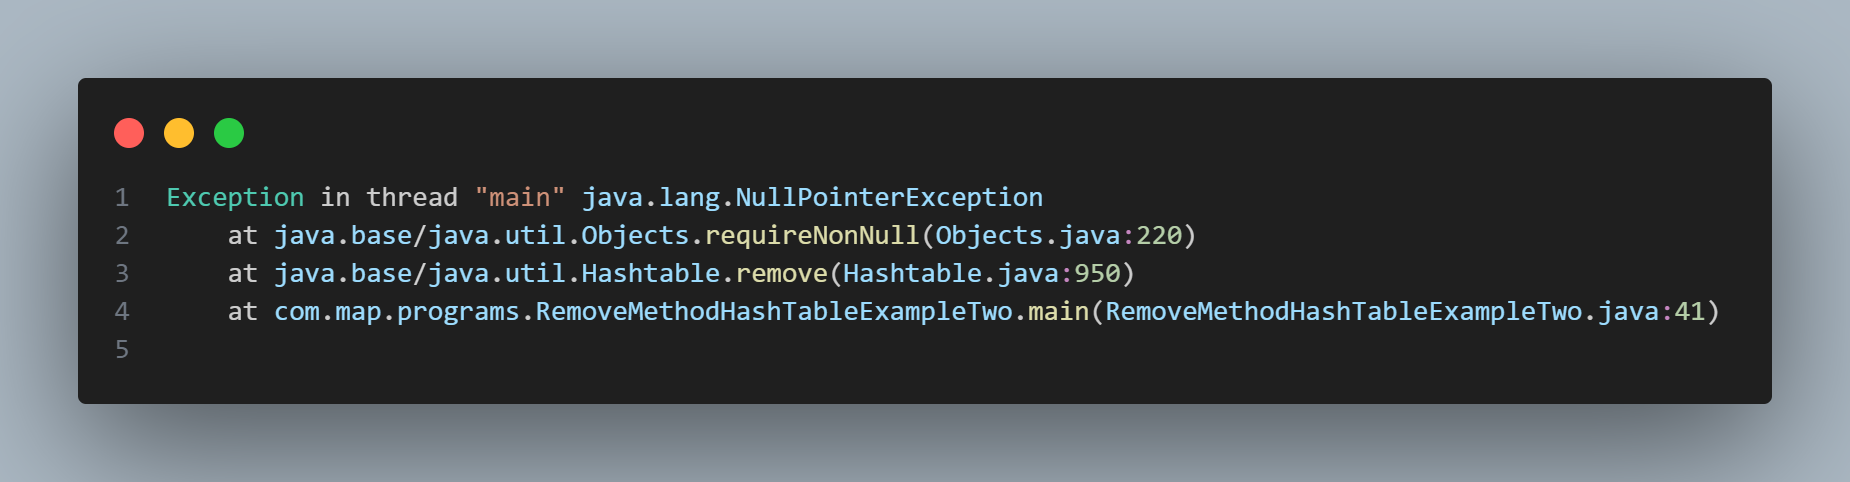 1 Exception in thread "main" java.lang.NullPointerException
2     at java.base/java.util.Objects.requireNonNull(Objects.java:220)
3     at java.base/java.util.Hashtable.remove(Hashtable.java:950)
4     at com.map.programs.RemoveMethodHashTableExampleTwo.main(RemoveMethodHashTableExampleTwo.java:41)
5